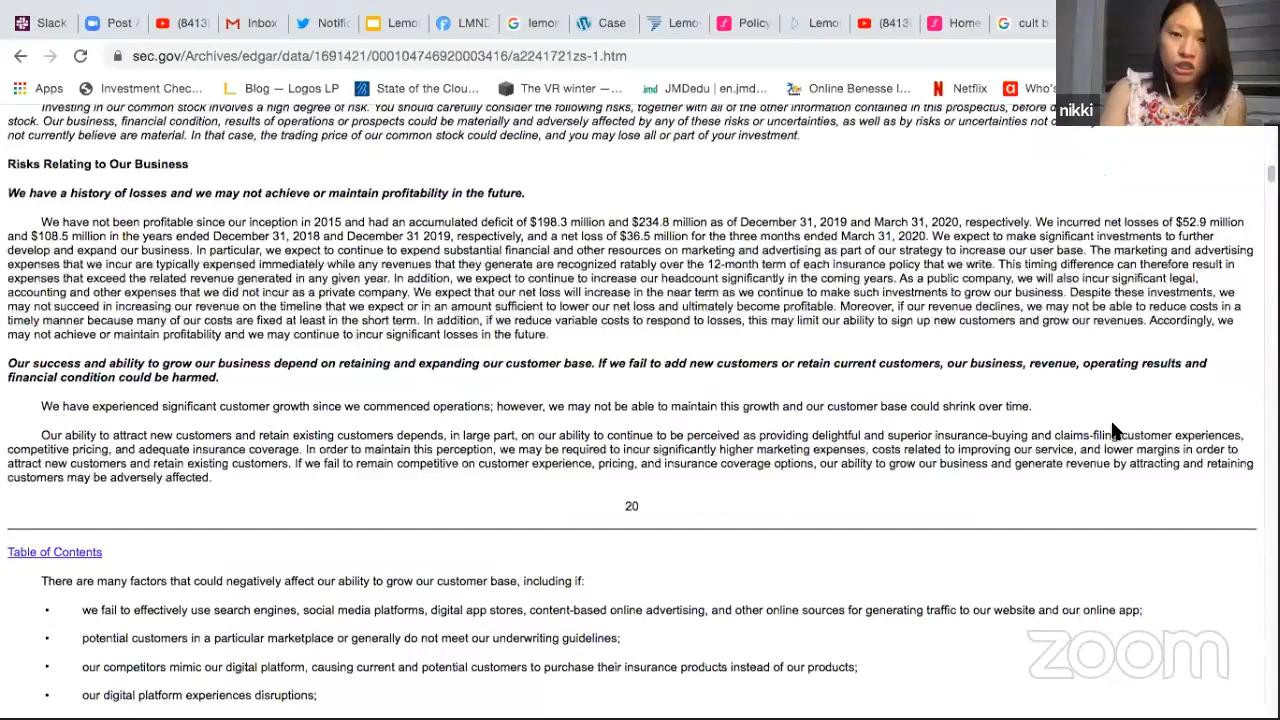 Slack
Post A
(8413
Inbox
Notific
Lemo
LMND
lemon
Case
Lemo
Policy
Lemo
(8413
Home
cult b
sec.gov/Archives/edgar/data/1691421/000104746920003416/a2241721zs-1.htm
Apps
Investment Chec...
Blog — Logos LP
State of the Clou...
The VR winter —...
JMDedu | en.jmd...
Online Benesse I...
Netflix
Who's
nikki
Investing in our common stock involves a high degree of risk. You should carefully consider the following risks, together with all of the other information contained in this prospectus, before
stock. Our business, financial condition, results of operations or prospects could be materially and adversely affected by any of these risks or uncertainties, as well as by risks or uncertainties not
not currently believe are material. In that case, the trading price of our common stock could decline, and you may lose all or part of your investment.
Risks Relating to Our Business
We have a history of losses and we may not achieve or maintain profitability in the future.
We have not been profitable since our inception in 2015 and had an accumulated deficit of $198.3 million and $234.8 million as of December 31, 2019 and March 31, 2020, respectively. We incurred net losses of $52.9 million
and $108.5 million in the years ended December 31, 2018 and December 31 2019, respectively, and a net loss of $36.5 million for the three months ended March 31, 2020. We expect to make significant investments to further
develop and expand our business. In particular, we expect to continue to expend substantial financial and other resources on marketing and advertising as part of our strategy to increase our user base. The marketing and advertising
expenses that we incur are typically expensed immediately while any revenues that they generate are recognized ratably over the 12-month term of each insurance policy that we write. This timing difference can therefore result in
expenses that exceed the related revenue generated in any given year. In addition, we expect to continue to increase our headcount significantly in the coming years. As a public company, we will also incur significant legal,
accounting and other expenses that we did not incur as a private company. We expect that our net loss will increase in the near term as we continue to make such investments to grow our business. Despite these investments, we
may not succeed in increasing our revenue on the timeline that we expect or in an amount sufficient to lower our net loss and ultimately become profitable. Moreover, if our revenue declines, we may not be able to reduce costs in a
timely manner because many of our costs are fixed at least in the short term. In addition, if we reduce variable costs to respond to losses, this may limit our ability to sign up new customers and grow our revenues. Accordingly, we
may not achieve or maintain profitability and we may continue to incur significant losses in the future.
Our success and ability to grow our business depend on retaining and expanding our customer base. If we fail to add new customers or retain current customers, our business, revenue, operating results and
financial condition could be harmed.
We have experienced significant customer growth since we commenced operations; however, we may not be able to maintain this growth and our customer base could shrink over time.
Our ability to attract new customers and retain existing customers depends, in large part, on our ability to continue to be perceived as providing delightful and superior insurance-buying and claims-filing customer experiences,
competitive pricing, and adequate insurance coverage. In order to maintain this perception, we may be required to incur significantly higher marketing expenses, costs related to improving our service, and lower margins in order to
attract new customers and retain existing customers. If we fail to remain competitive on customer experience, pricing, and insurance coverage options, our ability to grow our business and generate revenue by attracting and retaining
customers may be adversely affected.
20
Table of Contents
There are many factors that could negatively affect our ability to grow our customer base, including if:
• we fail to effectively use search engines, social media platforms, digital app stores, content-based online advertising, and other online sources for generating traffic to our website and our online app;
• potential customers in a particular marketplace or generally do not meet our underwriting guidelines;
• our competitors mimic our digital platform, causing current and potential customers to purchase their insurance products instead of our products;
• our digital platform experiences disruptions;
zoom